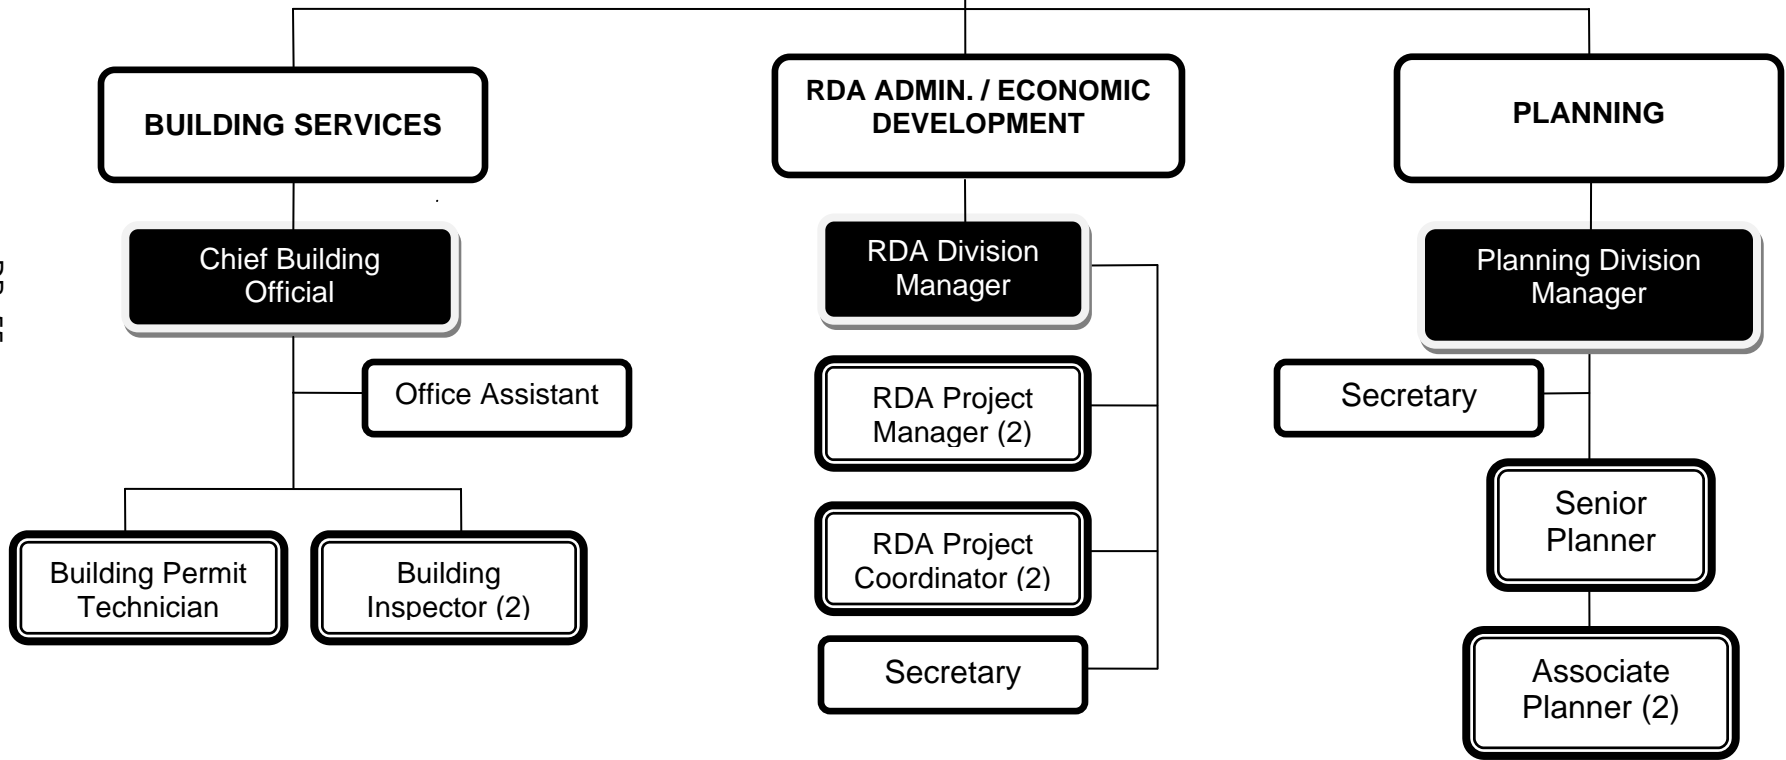 BUILDING SERVICES
Chief Building
Official
Office Assistant
Building Permit
Technician
Building
Inspector (2)
RDA ADMIN. / ECONOMIC
DEVELOPMENT
RDA Division
Manager
RDA Project
Manager (2)
RDA Project
Coordinator (2)
Secretary
PLANNING
Planning Division
Manager
Secretary
Senior
Planner
Associate
Planner (2)